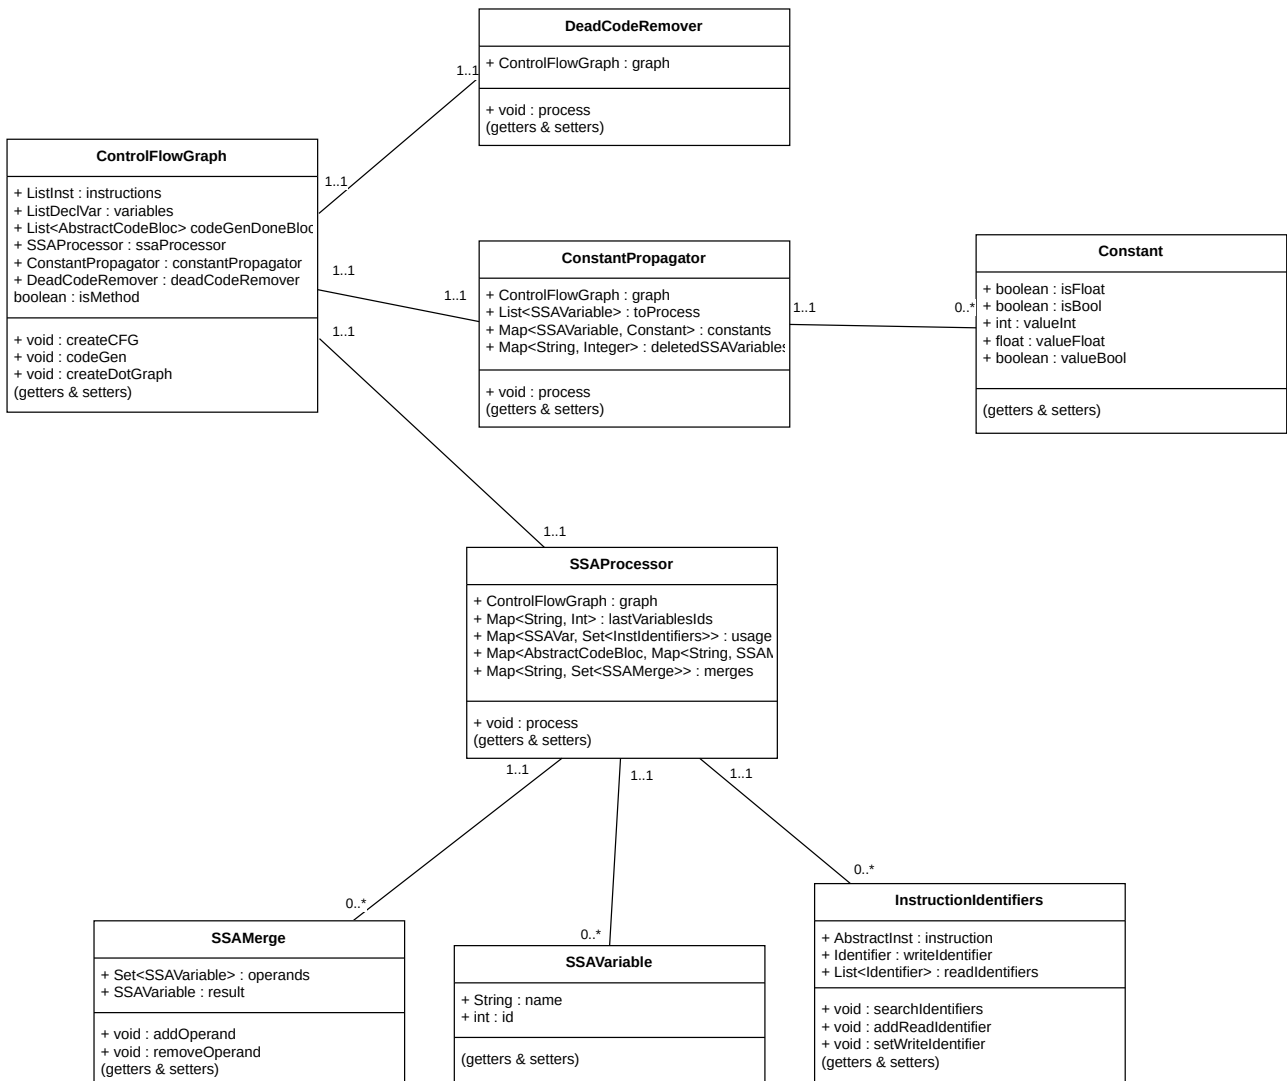 DeadCodeRemover
+ ControlFlowGraph : graph
+ void : process
(getters & setters)
1..1
1..1
ControlFlowGraph
+ ListInst : instructions
+ ListDeclVar : variables
+ List<AbstractCodeBloc> codeGenDoneBloc
+ SSAProcessor : ssaProcessor
+ ConstantPropagator : constantPropagator
+ DeadCodeRemover : deadCodeRemover
boolean : isMethod
+ void : createCFG
+ void : codeGen
+ void : createDotGraph
(getters & setters)
1..1
1..1
1..1
ConstantPropagator
+ ControlFlowGraph : graph
+ List<SSAVariable> : toProcess
+ Map<SSAVariable, Constant> : constants
+ Map<String, Integer> : deletedSSAVariables
+ void : process
(getters & setters)
1..1
0..*
Constant
+ boolean : isFloat
+ boolean : isBool
+ int : valueInt
+ float : valueFloat
+ boolean : valueBool
(getters & setters)
1..1
SSAProcessor
+ ControlFlowGraph : graph
+ Map<String, Int> : lastVariablesIds
+ Map<SSAVar, Set<InstIdentifiers>> : usage
+ Map<AbstractCodeBloc, Map<String, SSAM
+ Map<String, Set<SSAMerge>> : merges
+ void : process
(getters & setters)
1..1
1..1
1..1
0..*
0..*
0..*
SSAMerge
+ Set<SSAVariable> : operands
+ SSAVariable : result
+ void : addOperand
+ void : removeOperand
(getters & setters)
SSAVariable
+ String : name
+ int : id
(getters & setters)
InstructionIdentifiers
+ AbstractInst : instruction
+ Identifier : writeIdentifier
+ List<Identifier> : readIdentifiers
+ void : searchIdentifiers
+ void : addReadIdentifier
+ void : setWriteIdentifier
(getters & setters)